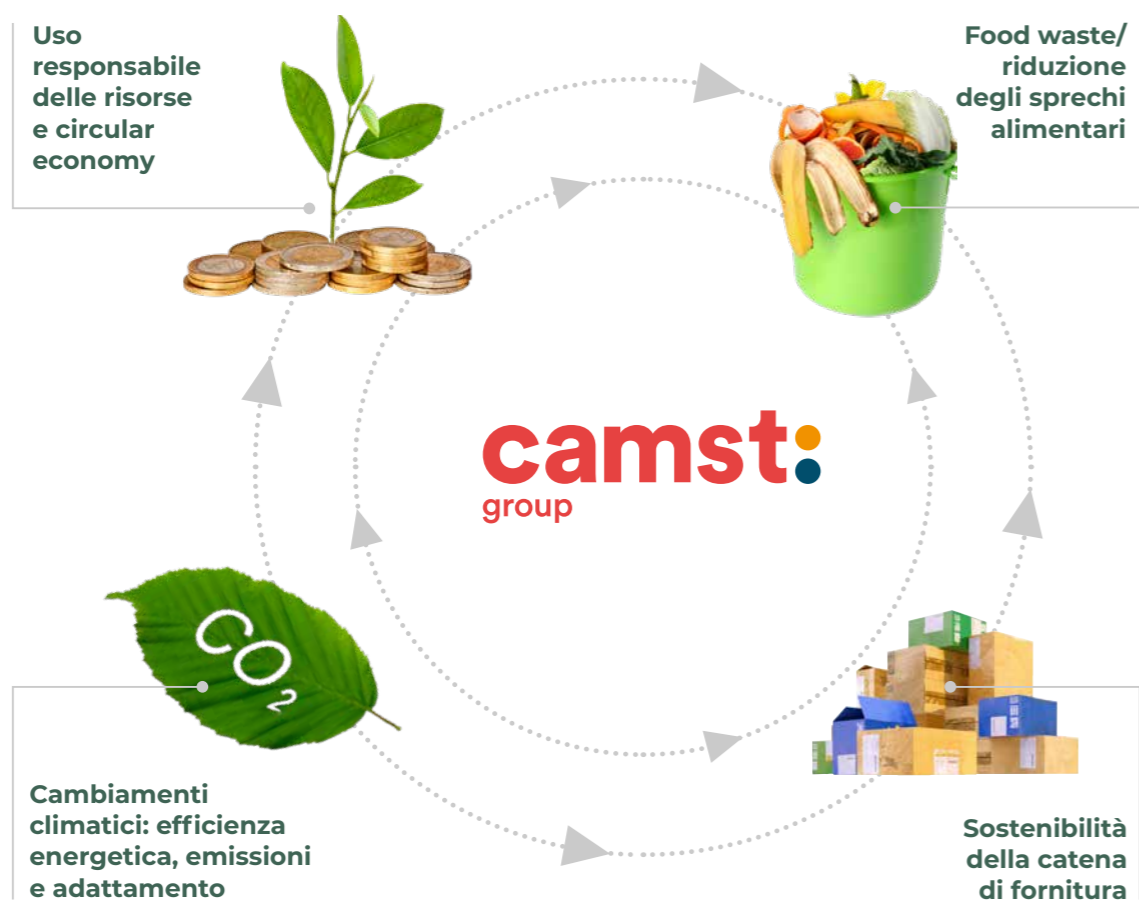 Uso
responsabile
delle risorse
e circular
economy
Food waste/
riduzione
degli sprechi
alimentari
camst:
group
CO2
Cambiamenti
climatici: efficienza
energetica, emissioni
e adattamento
Sostenibilità
della catena
di fornitura